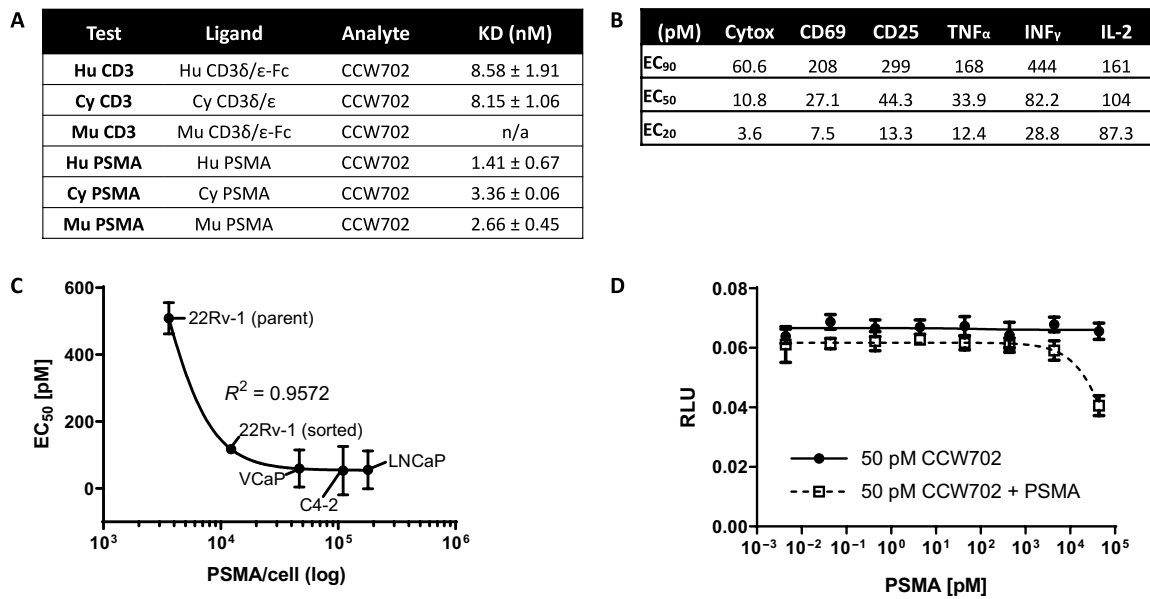 A
Test Ligand Analyte KD (nM)
Hu CD3 Hu CD3δ/ε-Fc CCW702 8.58 ± 1.91
Cy CD3 Cy CD3δ/ε CCW702 8.15 ± 1.06
Mu CD3 Mu CD3δ/ε-Fc CCW702 n/a
Hu PSMA Hu PSMA CCW702 1.41 ± 0.67
Cy PSMA Cy PSMA CCW702 3.36 ± 0.06
Mu PSMA Mu PSMA CCW702 2.66 ± 0.45
B
(pM) Cytox CD69 CD25 TNFα INFγ IL-2
EC90 60.6 208 299 168 444 161
EC50 10.8 27.1 44.3 33.9 82.2 104
EC20 3.6 7.5 13.3 12.4 28.8 87.3
C
EC50 [pM]
600
400
200
0
22Rv-1 (parent)
R² = 0.9572
22Rv-1 (sorted)
VCaP
C4-2
LNCaP
10³ 10⁴ 10⁵ 10⁶
PSMA/cell (log)
D
RLU
0.08
0.06
0.04
0.02
0.00
50 pM CCW702
50 pM CCW702 + PSMA
10⁻³ 10⁻² 10⁻¹ 10⁰ 10¹ 10² 10³ 10⁴ 10⁵
PSMA [pM]